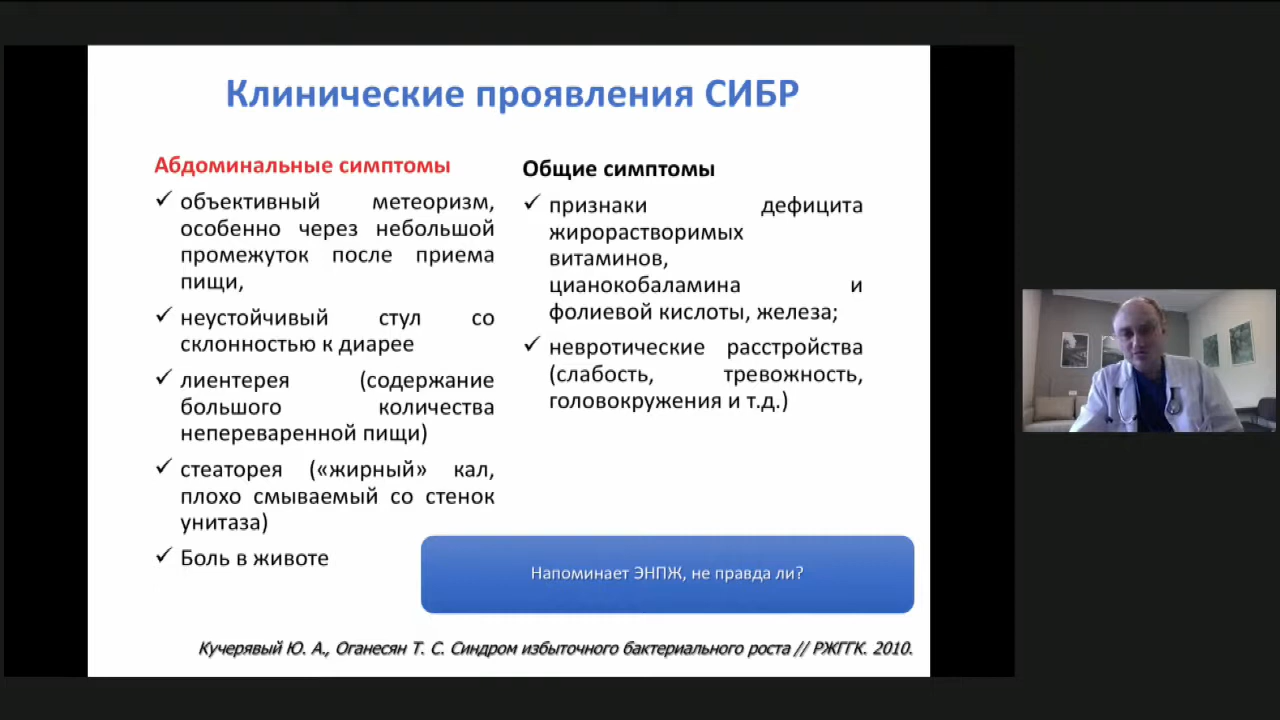 Клинические проявления СИБР
Абдоминальные симптомы
✓ объективный метеоризм,
особенно через небольшой
промежуток после приема
пищи,
✓ неустойчивый стул со
склонностью к диарее
✓ лиентерея (содержание
большого количества
непереваренной пищи)
✓ стеаторея («жирный» кал,
плохо смываемый со стенок
унитаза)
✓ Боль в животе
Общие симптомы
✓ признаки дефицита
жирорастворимых
витаминов,
цианокобаламина и
фолиевой кислоты, железа;
✓ невротические расстройства
(слабость, тревожность,
головокружения и т.д.)
Напоминает ЭНПЖ, не правда ли?
Кучерявый Ю. А., Оганесян Т. С. Синдром избыточного бактериального роста // РЖГГК. 2010.